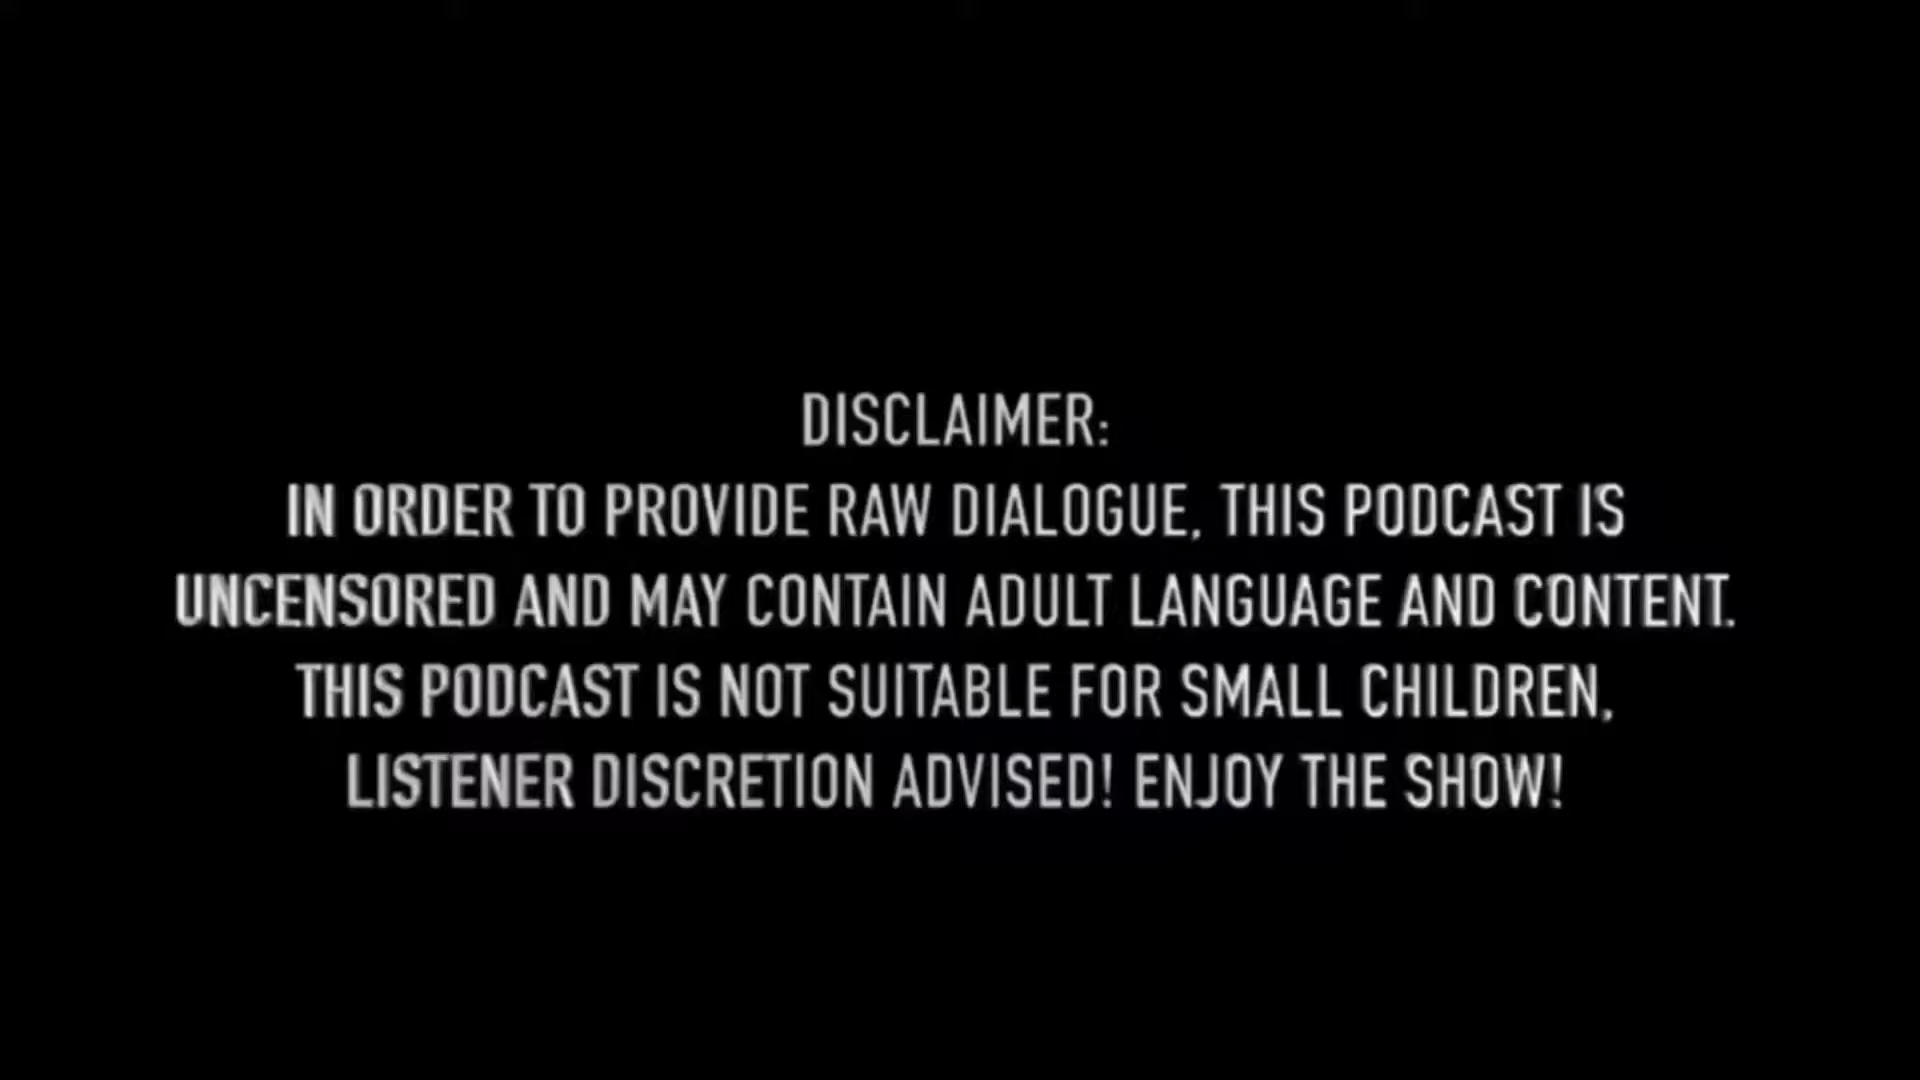 DISCLAIMER:
IN ORDER TO PROVIDE RAW DIALOGUE, THIS PODCAST IS
UNCENSORED AND MAY CONTAIN ADULT LANGUAGE AND CONTENT.
THIS PODCAST IS NOT SUITABLE FOR SMALL CHILDREN,
LISTENER DISCRETION ADVISED! ENJOY THE SHOW!